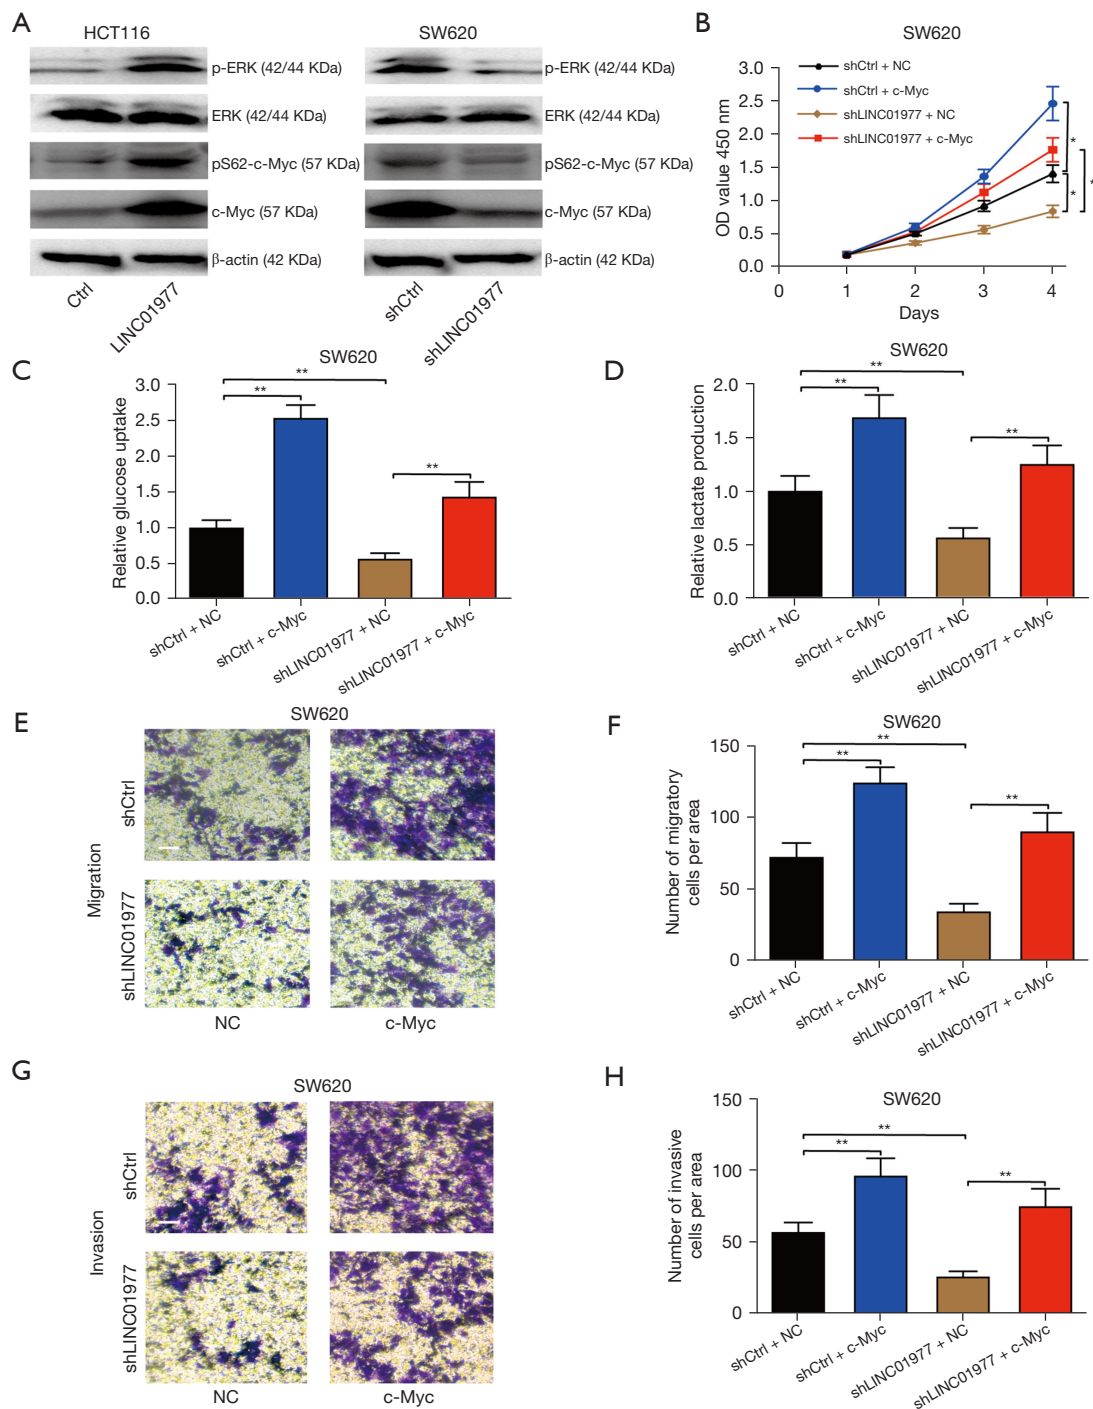 A
HCT116
SW620
p-ERK (42/44 KDa)
p-ERK (42/44 KDa)
ERK (42/44 KDa)
ERK (42/44 KDa)
pS62-c-Myc (57 KDa)
pS62-c-Myc (57 KDa)
c-Myc (57 KDa)
c-Myc (57 KDa)
β-actin (42 KDa)
β-actin (42 KDa)
Ctrl
LINC01977
shCtrl
shLINC01977
B
SW620
shCtrl + NC
shCtrl + c-Myc
shLINC01977 + NC
shLINC01977 + c-Myc
OD value 450 nm
3.0
2.5
2.0
1.5
1.0
0.5
0.0
0
1
2
3
4
Days
*
*
*
C
SW620
Relative glucose uptake
3.0
2.5
2.0
1.5
1.0
0.5
0.0
**
**
**
shCtrl + NC
shCtrl + c-Myc
shLINC01977 + NC
shLINC01977 + c-Myc
D
SW620
Relative lactate production
2.0
1.5
1.0
0.5
0.0
**
**
**
shCtrl + NC
shCtrl + c-Myc
shLINC01977 + NC
shLINC01977 + c-Myc
E
SW620
Migration
shCtrl
shLINC01977
NC
c-Myc
F
SW620
Number of migratory
cells per area
150
100
50
0
**
**
**
shCtrl + NC
shCtrl + c-Myc
shLINC01977 + NC
shLINC01977 + c-Myc
G
SW620
Invasion
shCtrl
shLINC01977
NC
c-Myc
H
SW620
Number of invasive
cells per area
150
100
50
0
**
**
**
shCtrl + NC
shCtrl + c-Myc
shLINC01977 + NC
shLINC01977 + c-Myc